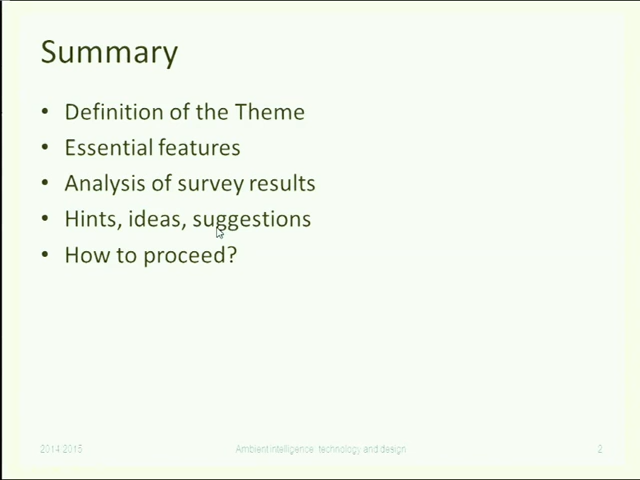 Summary
• Definition of the Theme
• Essential features
• Analysis of survey results
• Hints, ideas, suggestions
• How to proceed?
2014.2015 Ambient intelligence: technology and design 2